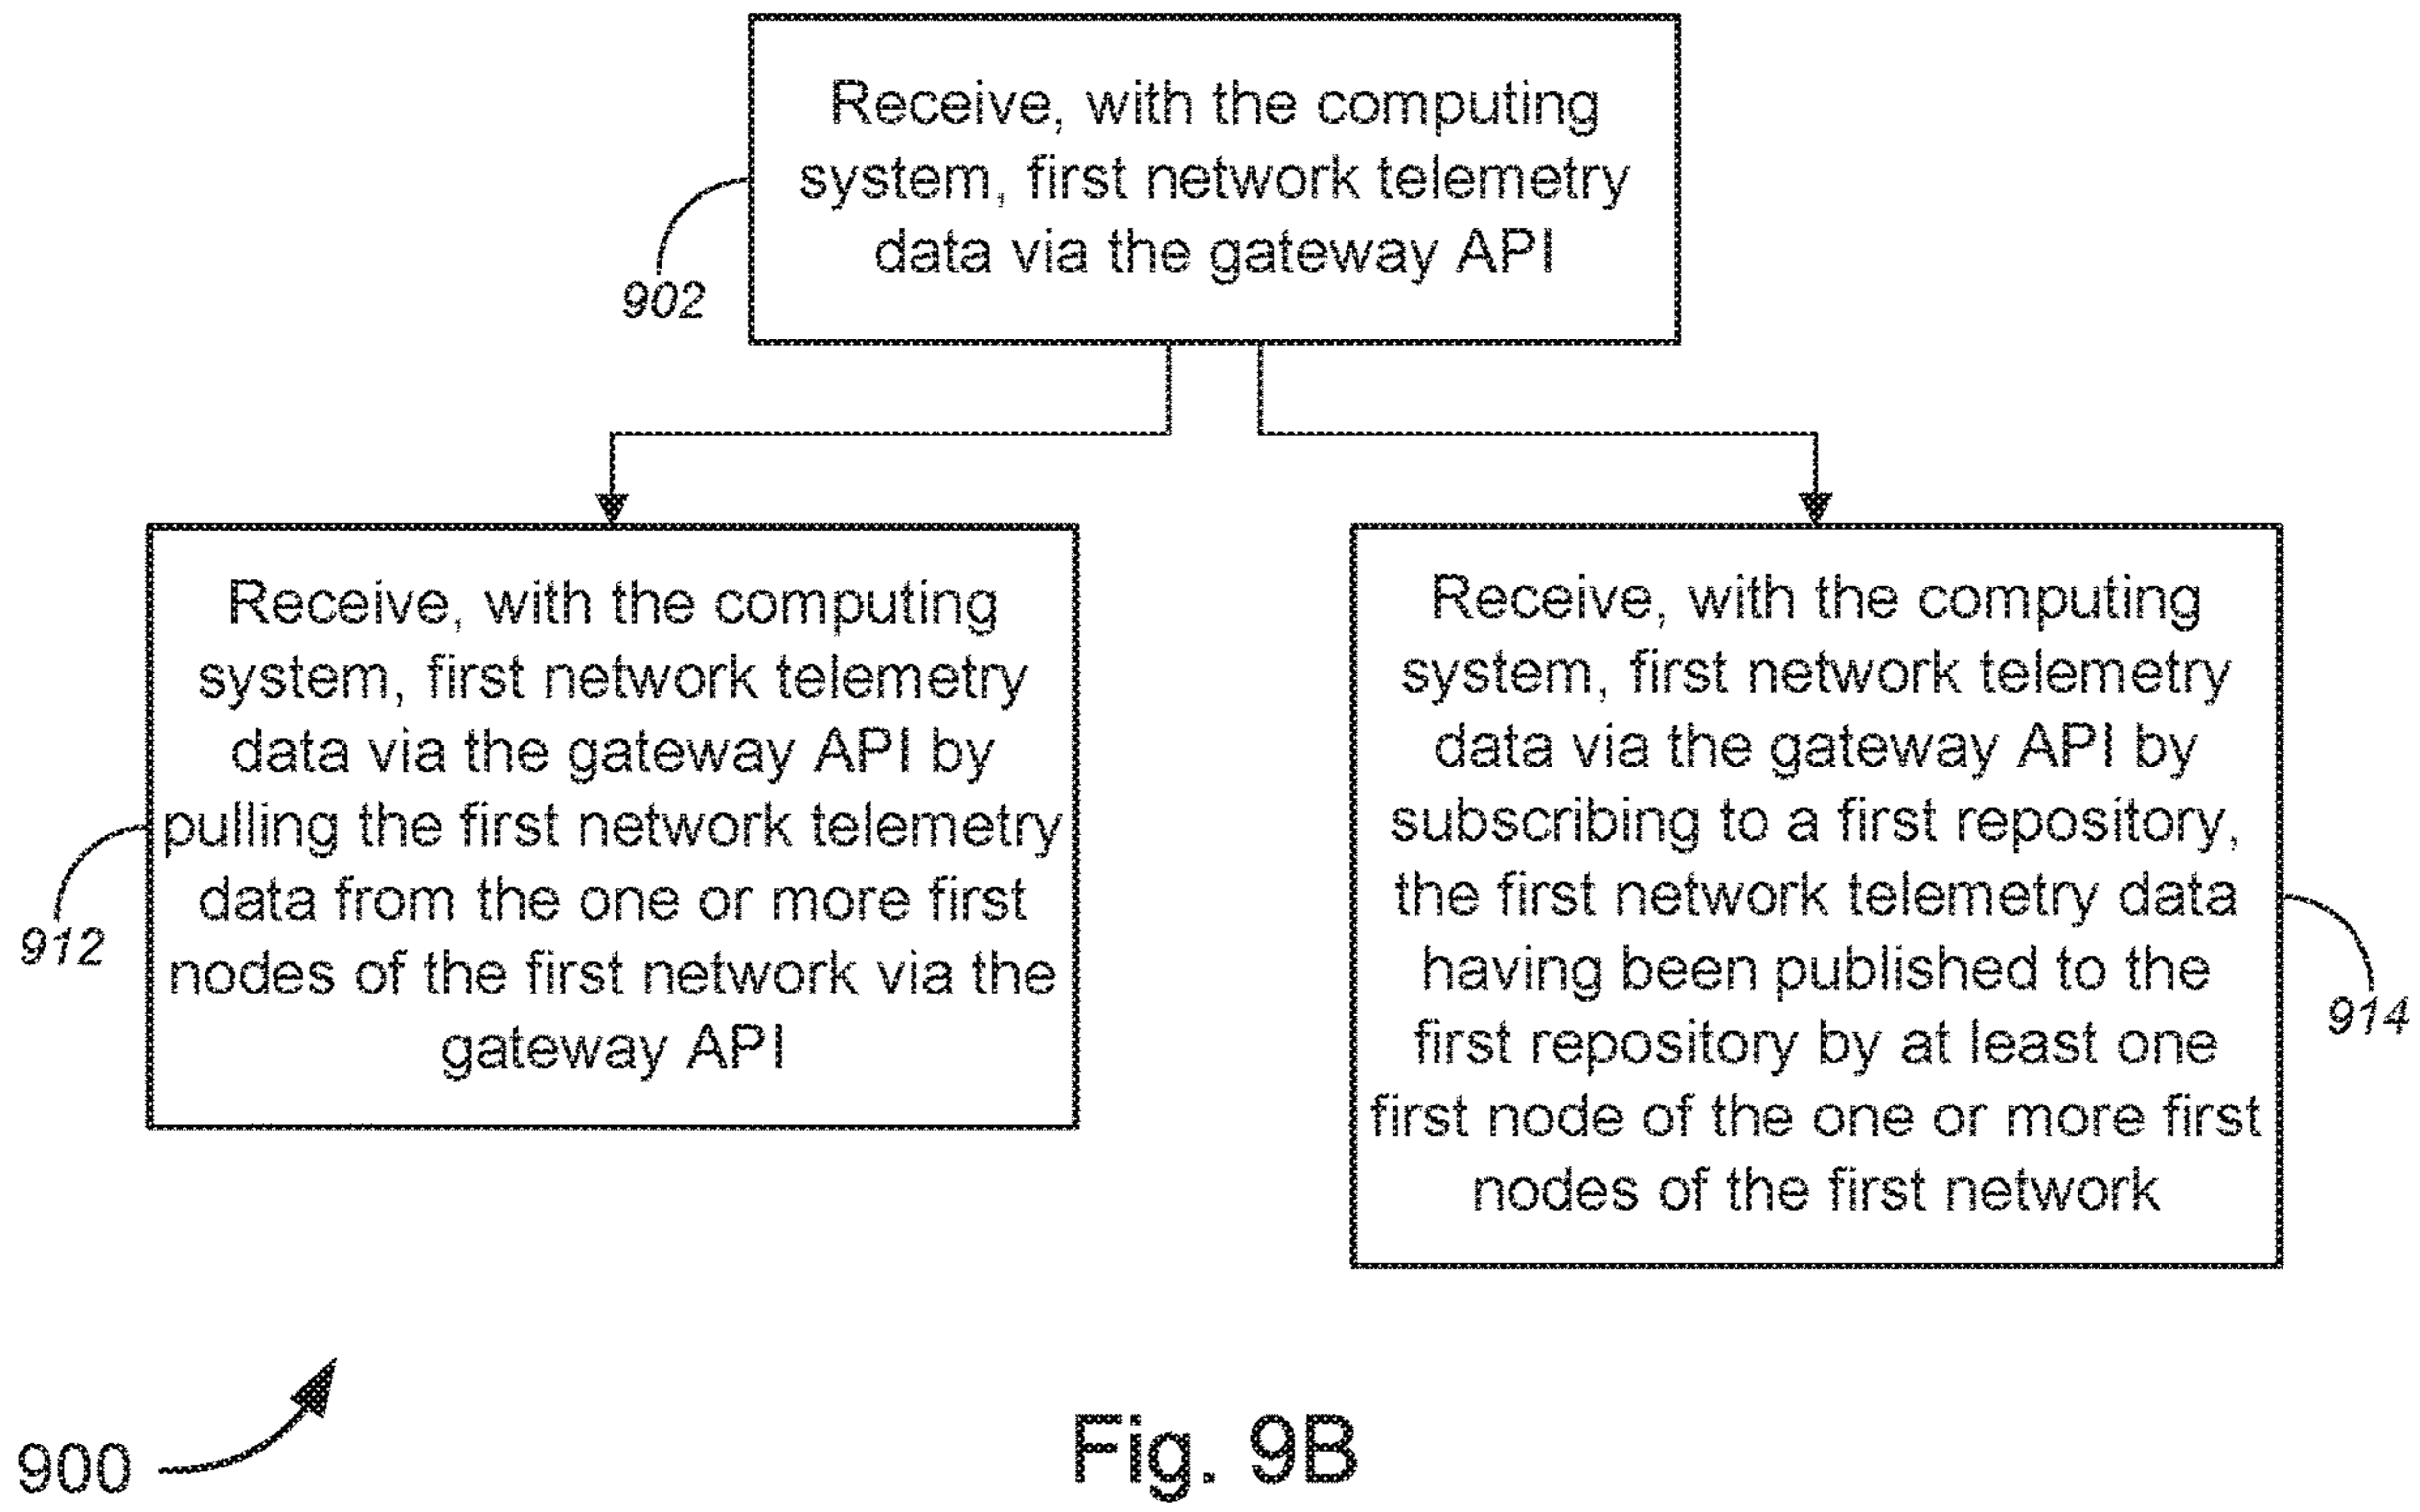 Receive, with the computing
system, first network telemetry
data via the gateway API
902
Receive, with the computing
system, first network telemetry
data via the gateway API by
pulling the first network telemetry
data from the one or more first
nodes of the first network via the
gateway API
912
Receive, with the computing
system, first network telemetry
data via the gateway API by
subscribing to a first repository,
the first network telemetry data
having been published to the
first repository by at least one
first node of the one or more first
nodes of the first network
914
900
Fig. 9B